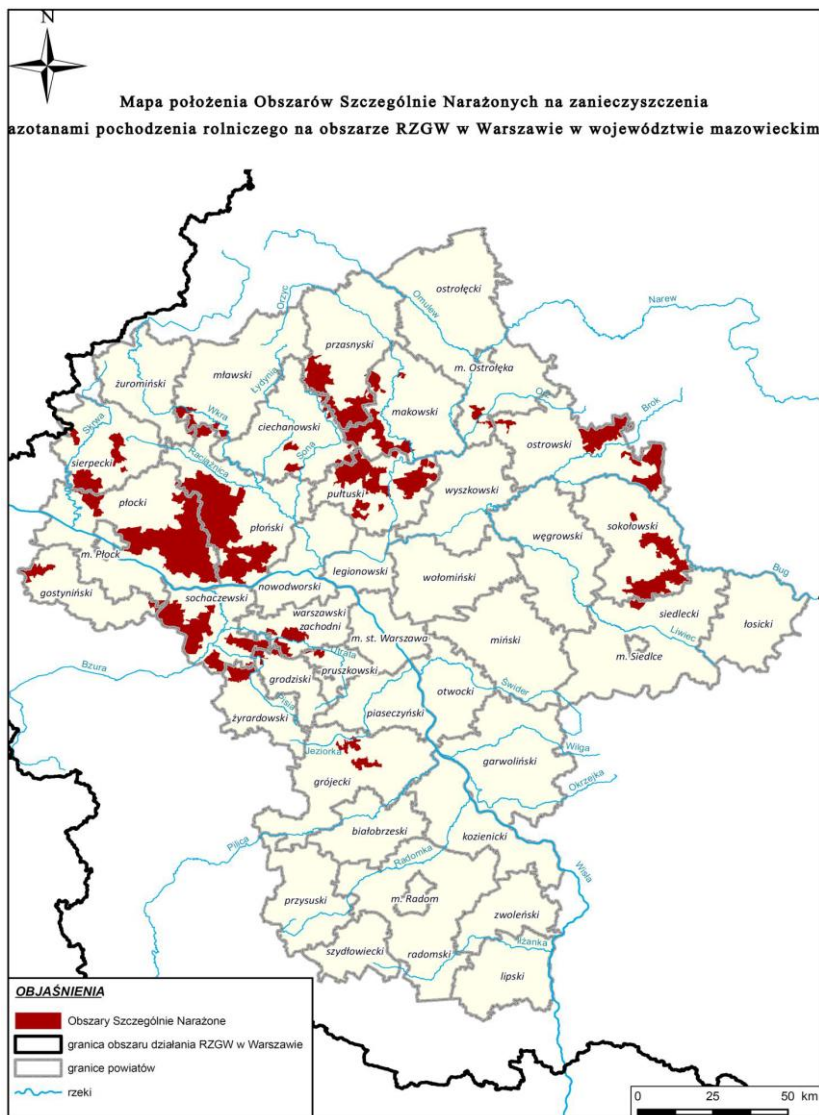 N
Mapa położenia Obszarów Szczególnie Narażonych na zanieczyszczenia
azotanami pochodzenia rolniczego na obszarze RZGW w Warszawie w województwie mazowieckim
ostrołęcki
Narew
Omulew
Orzyc
przasnyski
m. Ostrołęka
mławski
żuromiński
Łydynia
Wkra
makowski
Brok
Skrwa
ciechanowski
ostrowski
Sona
sierpecki
Raciążnica
płocki
pułtuski
wyszkowski
sokołowski
płoński
węgrowski
m. Płock
legionowski
wołomiński
Bug
gostyniński
sochaczewski
nowodworski
siedlecki
warszawski
zachodni
łosicki
m. st. Warszawa
miński
Liwiec
Utrata
m. Siedlce
Bzura
pruszkowski
grodziski
otwocki
Świder
Pisia
piaseczyński
żyrardowski
Jeziorka
Wilga
garwoliński
grójecki
Okrzejka
białobrzeski
kozienicki
Pilica
Radomka
Wisła
przysuski
m. Radom
zwoleński
szydłowiecki
radomski
Iłżanka
lipski
OBJAŚNIENIA
Obszary Szczególnie Narażone
granica obszaru działania RZGW w Warszawie
granice powiatów
rzeki
0 25 50 km